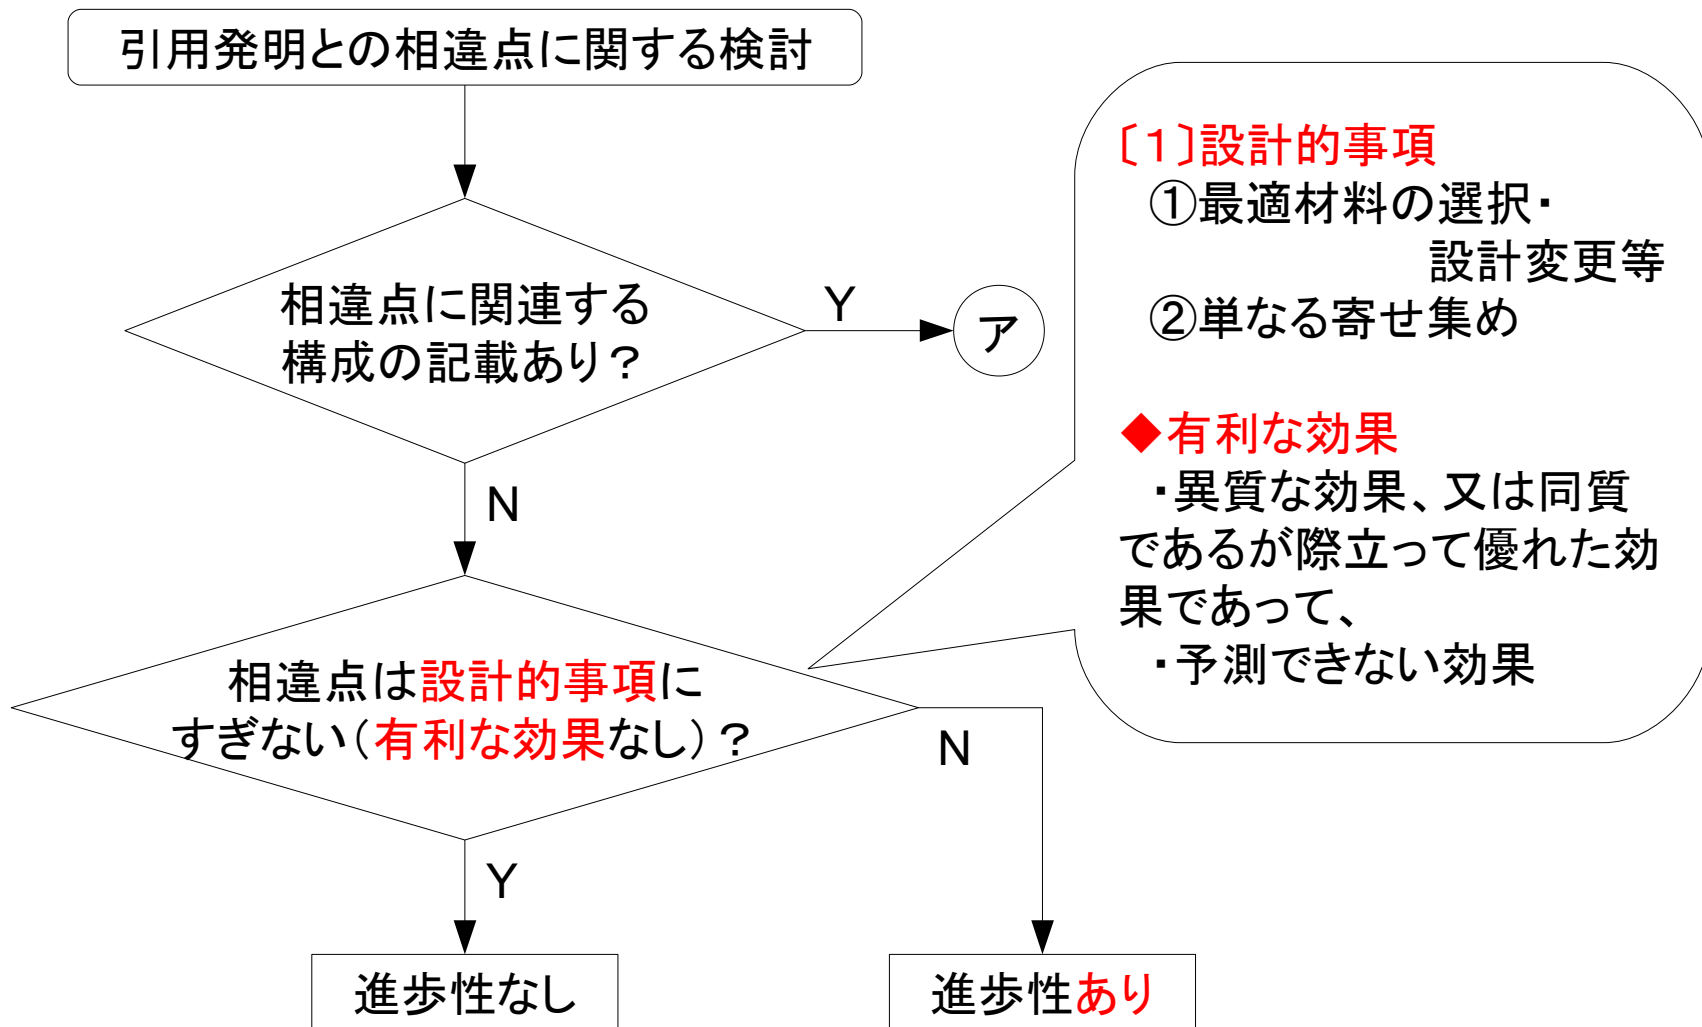 引用発明との相違点に関する検討
相違点に関連する
構成の記載あり？
Y
ア
N
相違点は設計的事項に
すぎない（有利な効果なし）？
N
Y
進歩性なし
進歩性あり
〔１〕設計的事項
①最適材料の選択・
設計変更等
②単なる寄せ集め
◆有利な効果
・異質な効果、又は同質
であるが際立って優れた効
果であって、
・予測できない効果